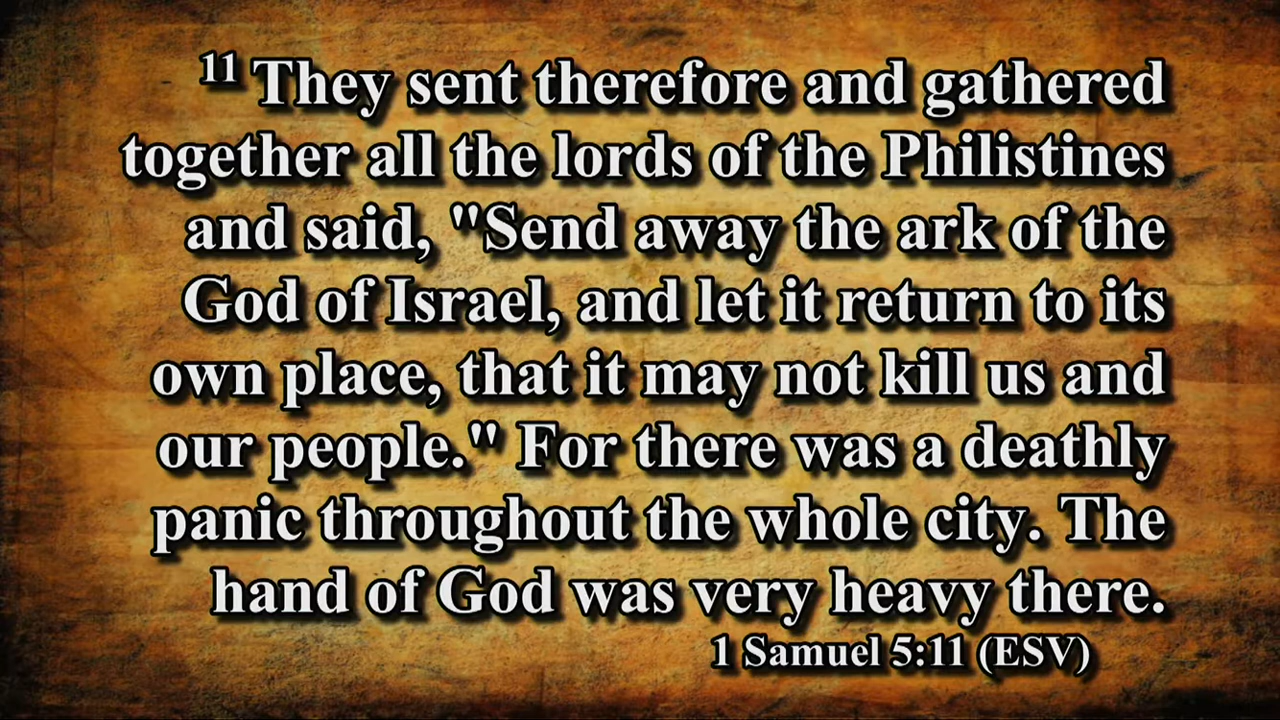 11 They sent therefore and gathered
together all the lords of the Philistines
and said, "Send away the ark of the
God of Israel, and let it return to its
own place, that it may not kill us and
our people." For there was a deathly
panic throughout the whole city. The
hand of God was very heavy there.
1 Samuel 5:11 (ESV)